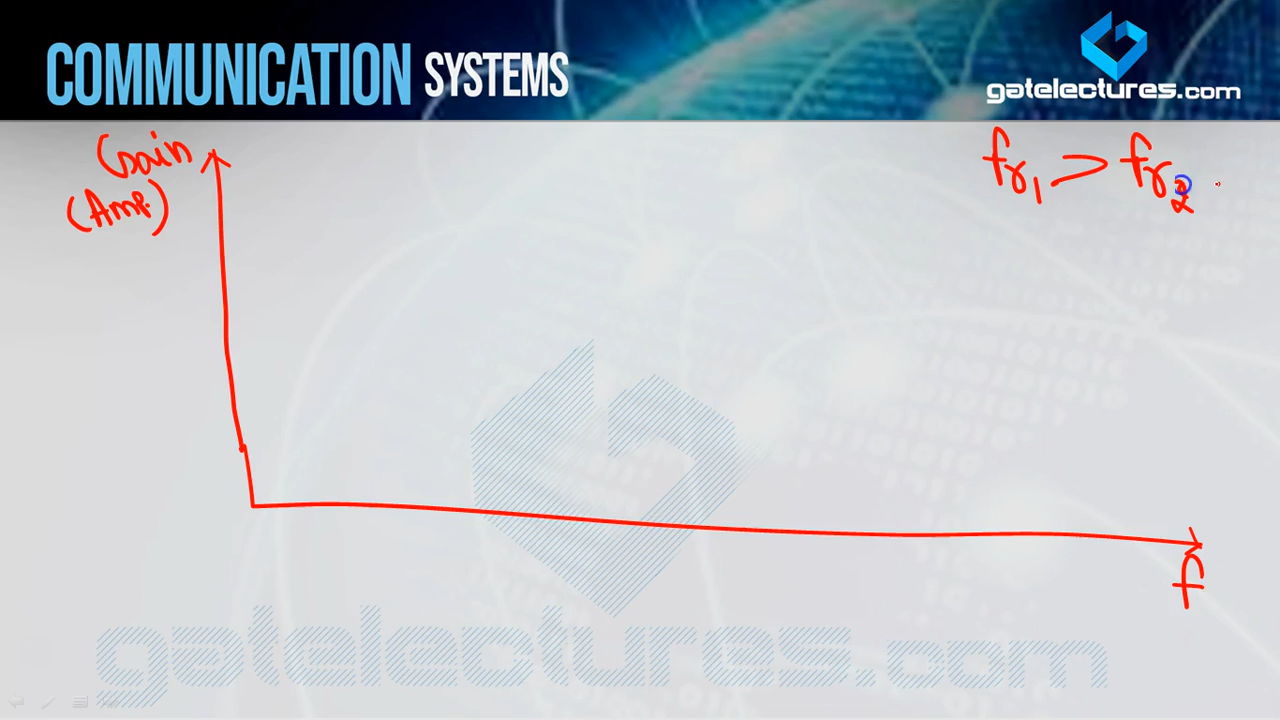 COMMUNICATION SYSTEMS
gatelectures.com
Gain
(Amp.)
fr1 > fr2
f
gatelectures.com